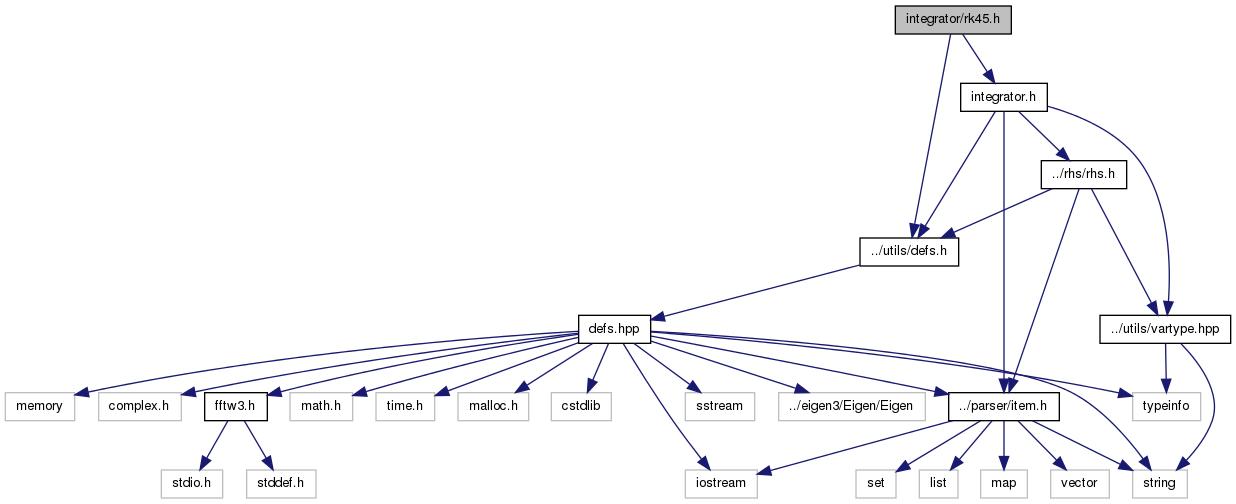 integrator/rk45.h
integrator.h
../rhs/rhs.h
../utils/defs.h
defs.hpp
../utils/vartype.hpp
memory
complex.h
fftw3.h
math.h
time.h
malloc.h
cstdlib
sstream
../eigen3/Eigen/Eigen
../parser/item.h
typeinfo
stdio.h
stddef.h
iostream
set
list
map
vector
string